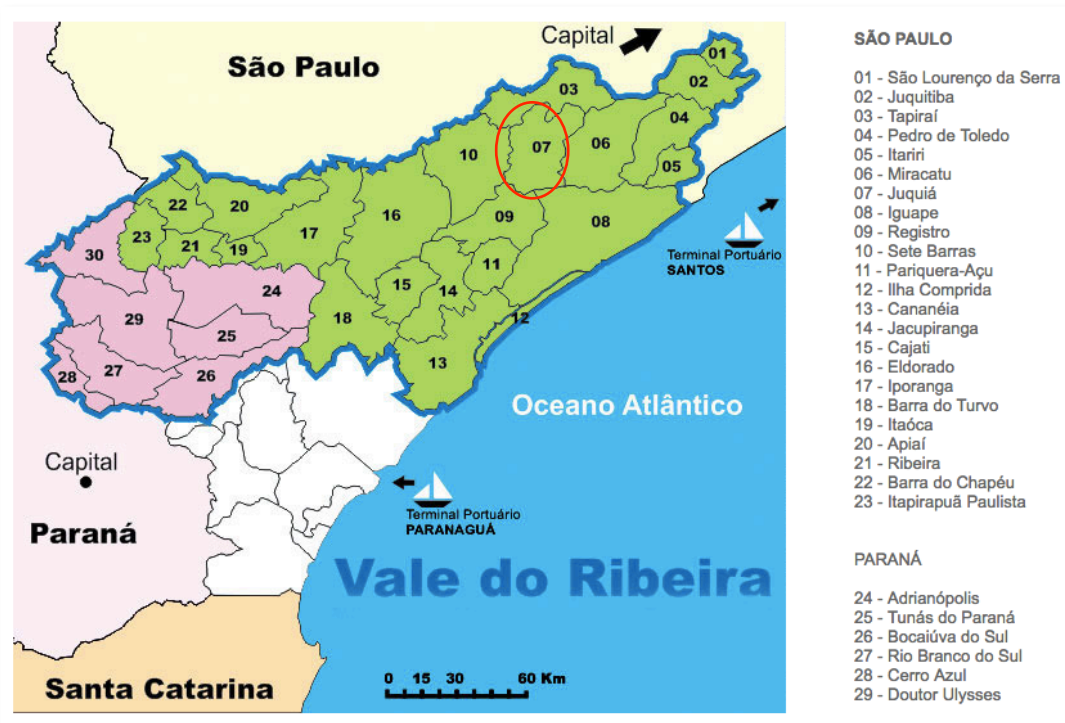 Capital
São Paulo
01
02
03
04
07
06
10
05
22
20
16
09
08
23
21
19
17
30
11
Terminal Portuário
SANTOS
24
15
14
29
18
12
25
13
28
27
26
Oceano Atlântico
Capital
Terminal Portuário
PARANAGUÁ
Paraná
Vale do Ribeira
0 15 30 60 Km
Santa Catarina
SÃO PAULO
01 - São Lourenço da Serra
02 - Juquitiba
03 - Tapiraí
04 - Pedro de Toledo
05 - Itariri
06 - Miracatu
07 - Juquiá
08 - Iguape
09 - Registro
10 - Sete Barras
11 - Pariquera-Açu
12 - Ilha Comprida
13 - Cananéia
14 - Jacupiranga
15 - Cajati
16 - Eldorado
17 - Iporanga
18 - Barra do Turvo
19 - Itaóca
20 - Apiaí
21 - Ribeira
22 - Barra do Chapéu
23 - Itapirapuã Paulista
PARANÁ
24 - Adrianópolis
25 - Tunás do Paraná
26 - Bocaiúva do Sul
27 - Rio Branco do Sul
28 - Cerro Azul
29 - Doutor Ulysses